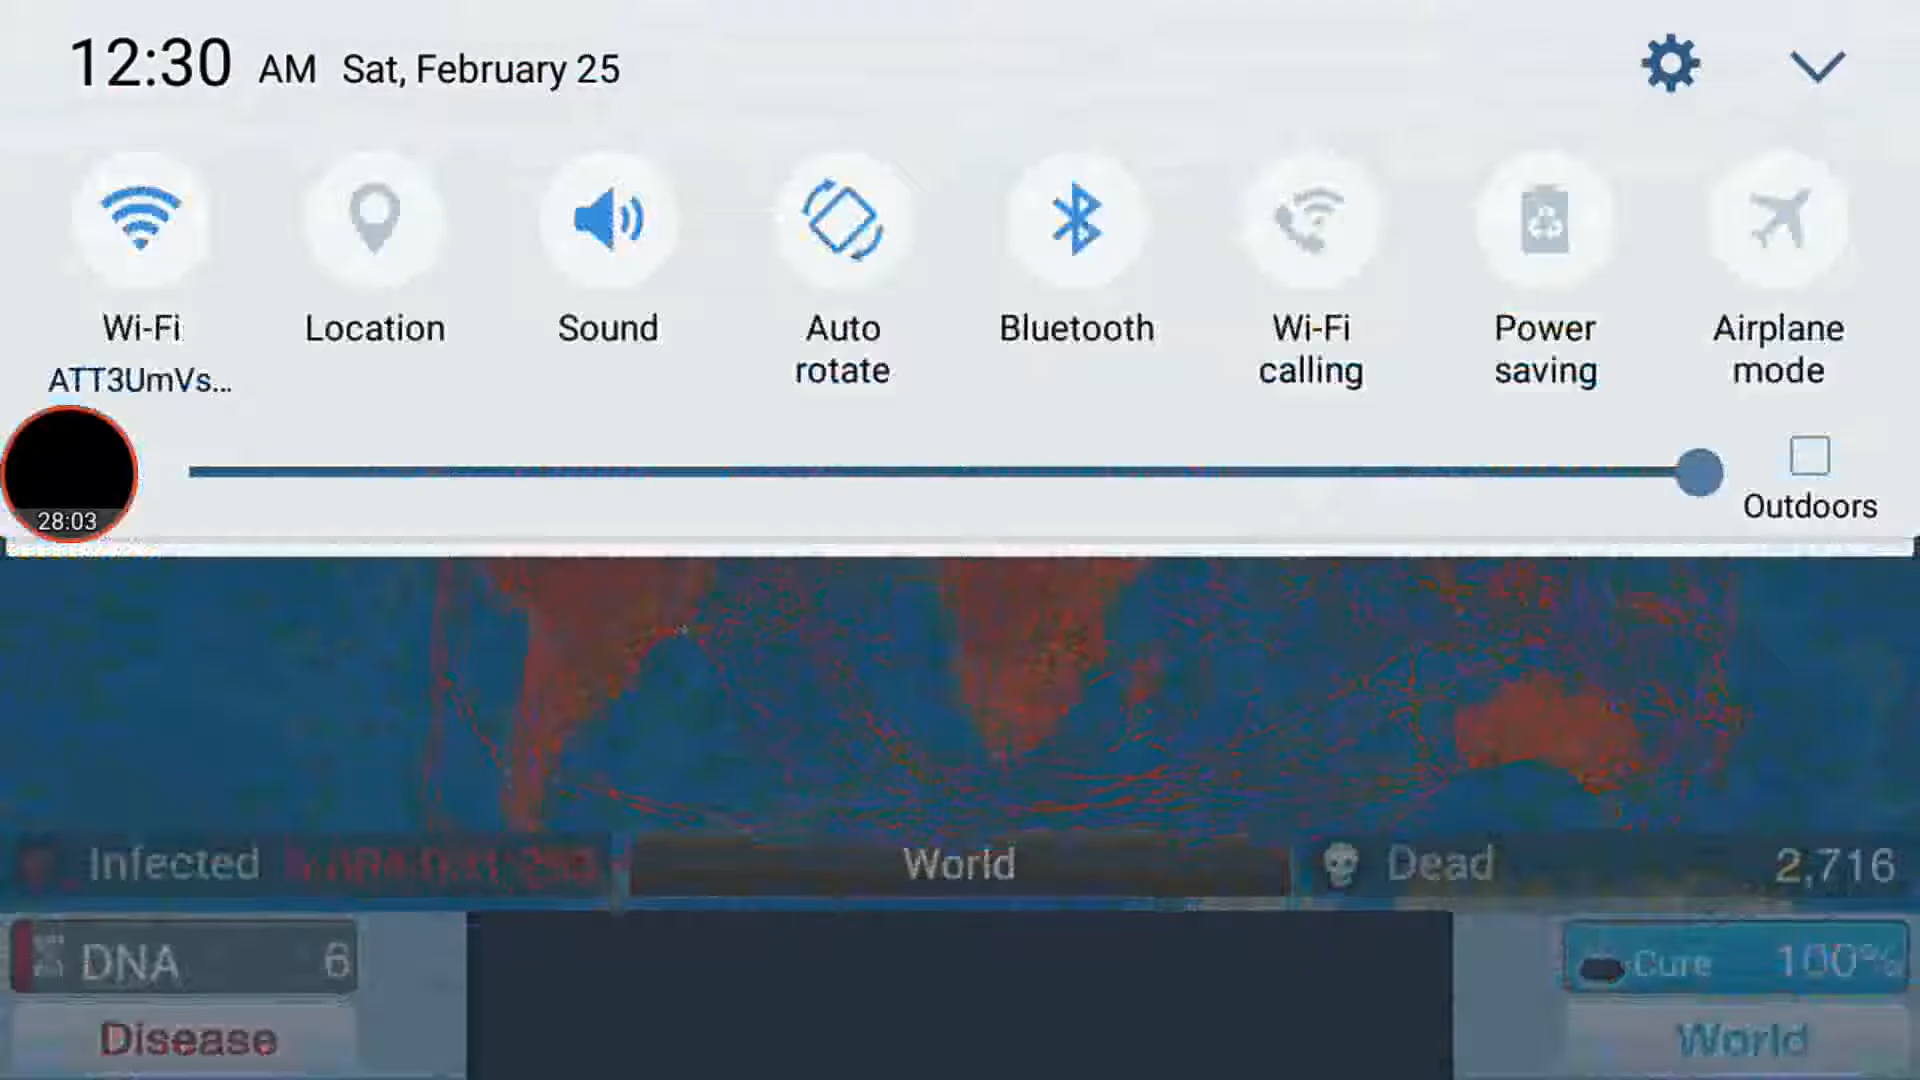 12:30 AM Sat, February 25
Wi-Fi
ATT3UmVs...
Location
Sound
Auto
rotate
Bluetooth
Wi-Fi
calling
Power
saving
Airplane
mode
28:03
Outdoors
Infected
World
Dead 2,716
DNA 6
Cure 100%
Disease
World